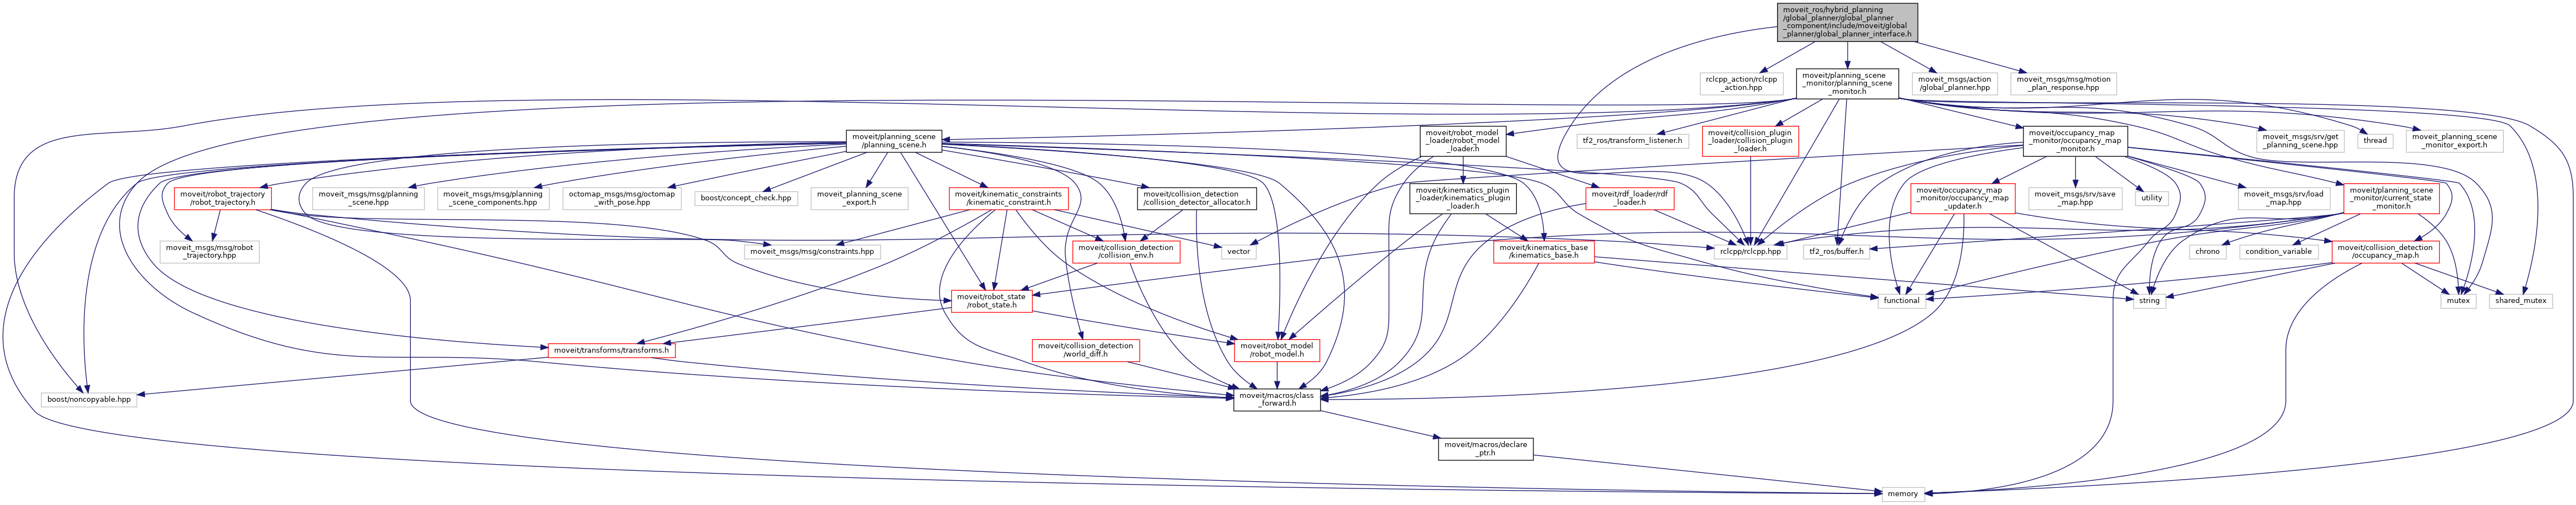 moveit_ros/hybrid_planning
/global_planner/global_planner
_component/include/moveit/global
_planner/global_planner_interface.h
rclcpp_action/rclcpp
_action.hpp
moveit/planning_scene
_monitor/planning_scene
_monitor.h
moveit_msgs/action
/global_planner.hpp
moveit_msgs/msg/motion
_plan_response.hpp
moveit/planning_scene
/planning_scene.h
moveit/robot_model
_loader/robot_model
_loader.h
tf2_ros/transform_listener.h
moveit/collision_plugin
_loader/collision_plugin
_loader.h
moveit/occupancy_map
_monitor/occupancy_map
_monitor.h
moveit_msgs/srv/get
_planning_scene.hpp
thread
moveit_planning_scene
_monitor_export.h
moveit/robot_trajectory
/robot_trajectory.h
moveit_msgs/msg/planning
_scene.hpp
moveit_msgs/msg/planning
_scene_components.hpp
octomap_msgs/msg/octomap
_with_pose.hpp
boost/concept_check.hpp
moveit_planning_scene
_export.h
moveit/kinematic_constraints
/kinematic_constraint.h
moveit/collision_detection
/collision_detector_allocator.h
moveit/kinematics_plugin
_loader/kinematics_plugin
_loader.h
moveit/rdf_loader/rdf
_loader.h
moveit/occupancy_map
_monitor/occupancy_map
_updater.h
moveit_msgs/srv/save
_map.hpp
utility
moveit_msgs/srv/load
_map.hpp
moveit/planning_scene
_monitor/current_state
_monitor.h
moveit_msgs/msg/robot
_trajectory.hpp
moveit_msgs/msg/constraints.hpp
moveit/collision_detection
/collision_env.h
vector
moveit/kinematics_base
/kinematics_base.h
rclcpp/rclcpp.hpp
tf2_ros/buffer.h
chrono
condition_variable
moveit/collision_detection
/occupancy_map.h
moveit/robot_state
/robot_state.h
functional
string
mutex
shared_mutex
moveit/transforms/transforms.h
moveit/collision_detection
/world_diff.h
moveit/robot_model
/robot_model.h
boost/noncopyable.hpp
moveit/macros/class
_forward.h
moveit/macros/declare
_ptr.h
memory